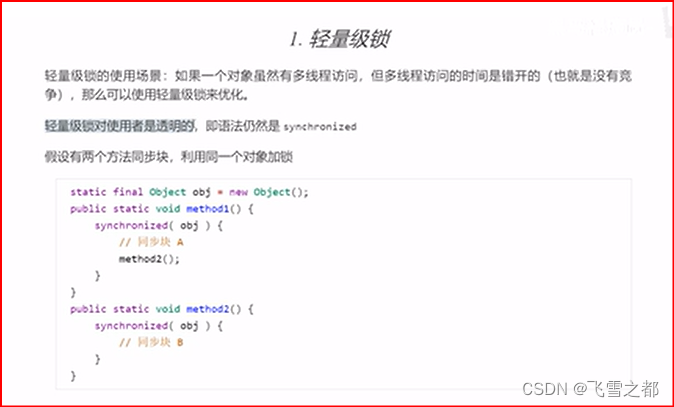 1. 轻量级锁
轻量级锁的使用场景：如果一个对象虽然有多线程访问，但多线程访问的时间是错开的（也就是没有竞
争），那么可以使用轻量级锁来优化。
轻量级锁对使用者是透明的，即语法仍然是 synchronized
假设有两个方法同步块，利用同一个对象加锁
static final Object obj = new Object();
public static void method1() {
synchronized( obj ) {
// 同步块 A
method2();
}
}
public static void method2() {
synchronized( obj ) {
// 同步块 B
}
}
CSDN @飞雪之都